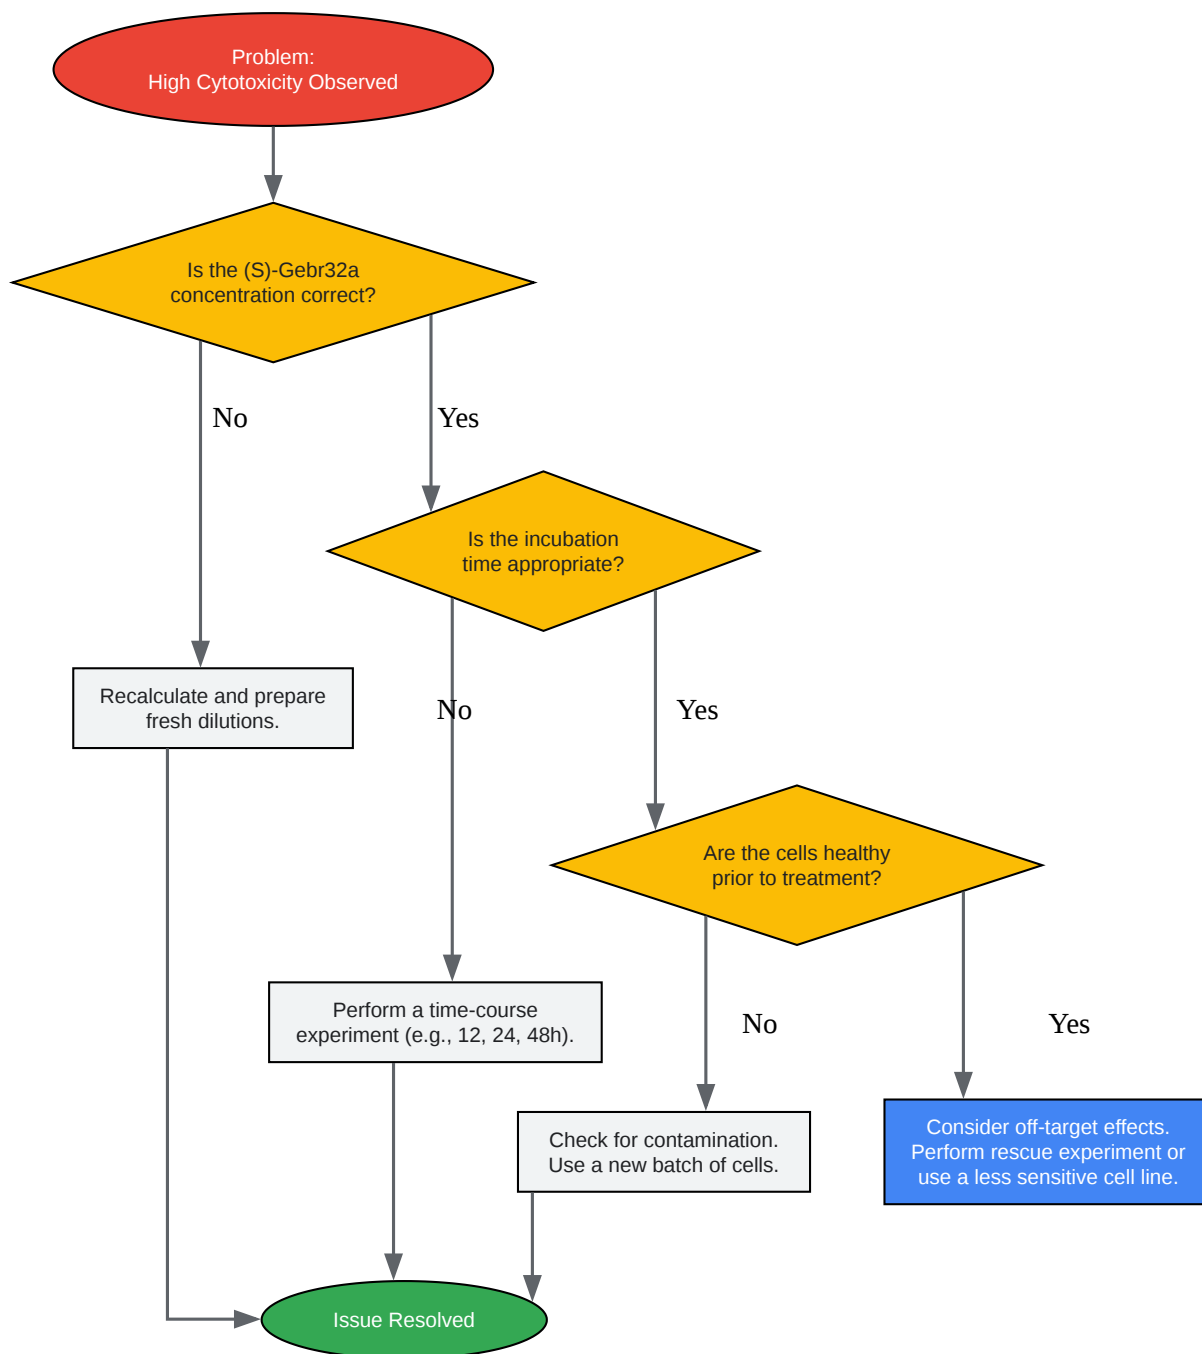 Problem:
High Cytotoxicity Observed
Is the (S)-Gebr32a
concentration correct?
No
Yes
Is the incubation
time appropriate?
Recalculate and prepare
fresh dilutions.
No
Yes
Are the cells healthy
prior to treatment?
Perform a time-course
experiment (e.g., 12, 24, 48h).
No
Yes
Check for contamination.
Use a new batch of cells.
Consider off-target effects.
Perform rescue experiment or
use a less sensitive cell line.
Issue Resolved